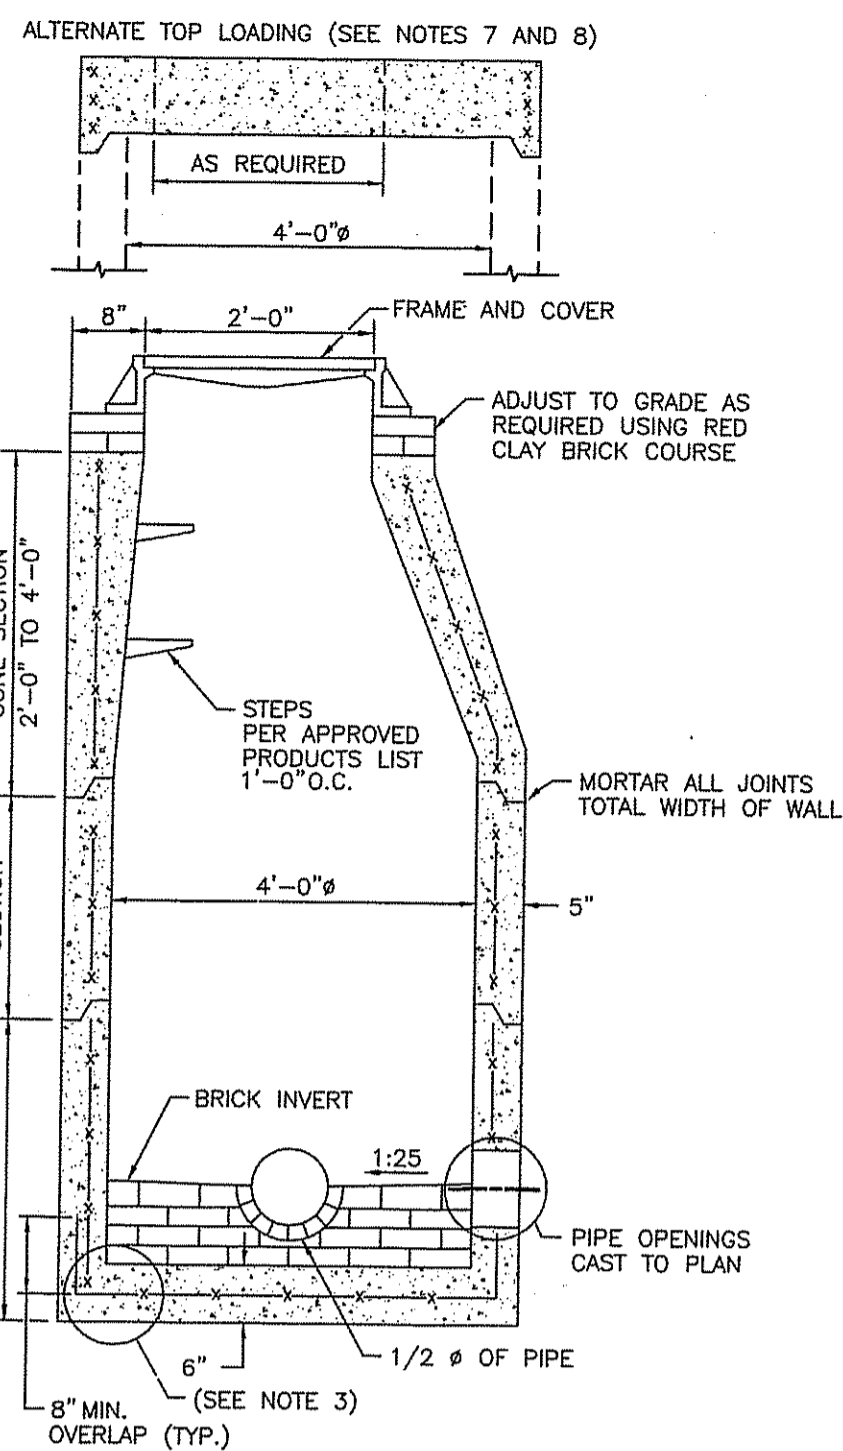 ALTERNATE TOP LOADING (SEE NOTES 7 AND 8)
AS REQUIRED
4'-0"ø
8"
2'-0"
FRAME AND COVER
ADJUST TO GRADE AS
REQUIRED USING RED
CLAY BRICK COURSE
2'-0" TO 4'-0"
STEPS
PER APPROVED
PRODUCTS LIST
1'-0"O.C.
MORTAR ALL JOINTS
TOTAL WIDTH OF WALL
4'-0"ø
5"
BRICK INVERT
1:25
PIPE OPENINGS
CAST TO PLAN
6"
1/2 ø OF PIPE
(SEE NOTE 3)
8" MIN.
OVERLAP (TYP.)